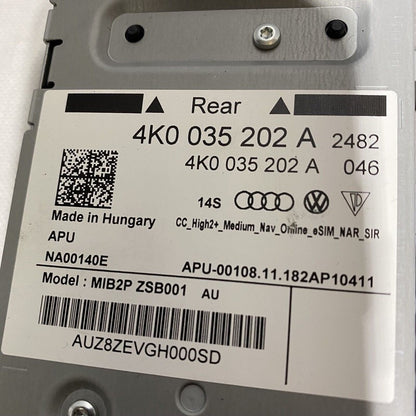 Rear
4K0 035 202 A 2482
4K0 035 202 A 046
14S
CC_High2+_Medium_Nav_Online_eSIM_NAR_SIR
Made in Hungary
APU
NA00140E APU-00108.11.182AP10411
Model : MIB2P ZSB001 AU
AUZ8ZEVGH000SD